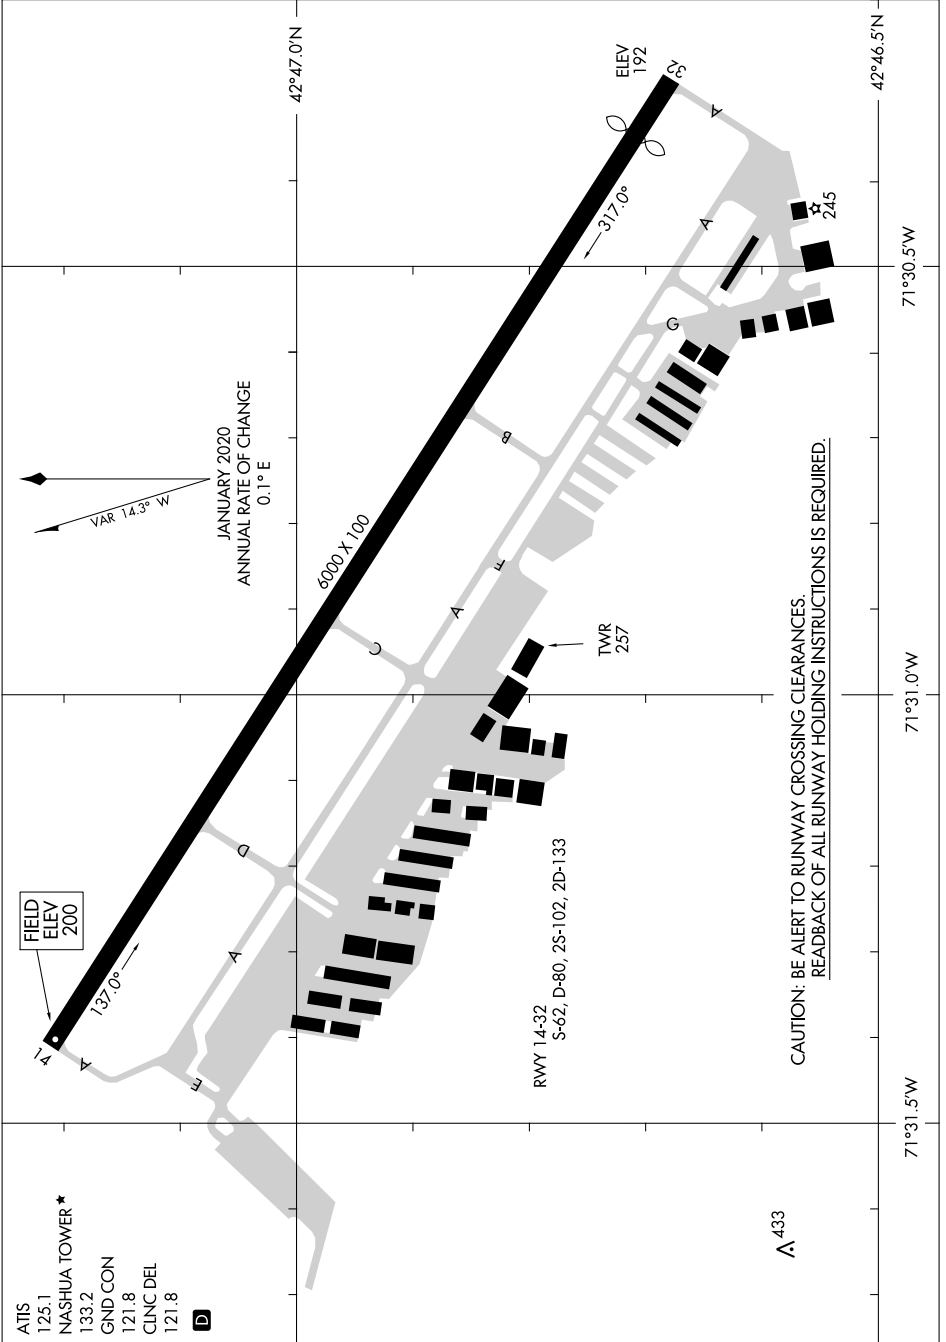 ATIS
125.1
NASHUA TOWER★
133.2
GND CON
121.8
CLNC DEL
121.8
D
FIELD
ELEV
200
14
137.0°
A
E
A
D
C
A
F
B
G
A
A
VAR 14.3° W
JANUARY 2020
ANNUAL RATE OF CHANGE
0.1° E
6000 X 100
317.0°
ELEV
192
32
42°47.0'N
42°46.5'N
71°30.5'W
71°31.0'W
71°31.5'W
245
TWR
257
433
RWY 14-32
S-62, D-80, 2S-102, 2D-133
CAUTION: BE ALERT TO RUNWAY CROSSING CLEARANCES.
READBACK OF ALL RUNWAY HOLDING INSTRUCTIONS IS REQUIRED.